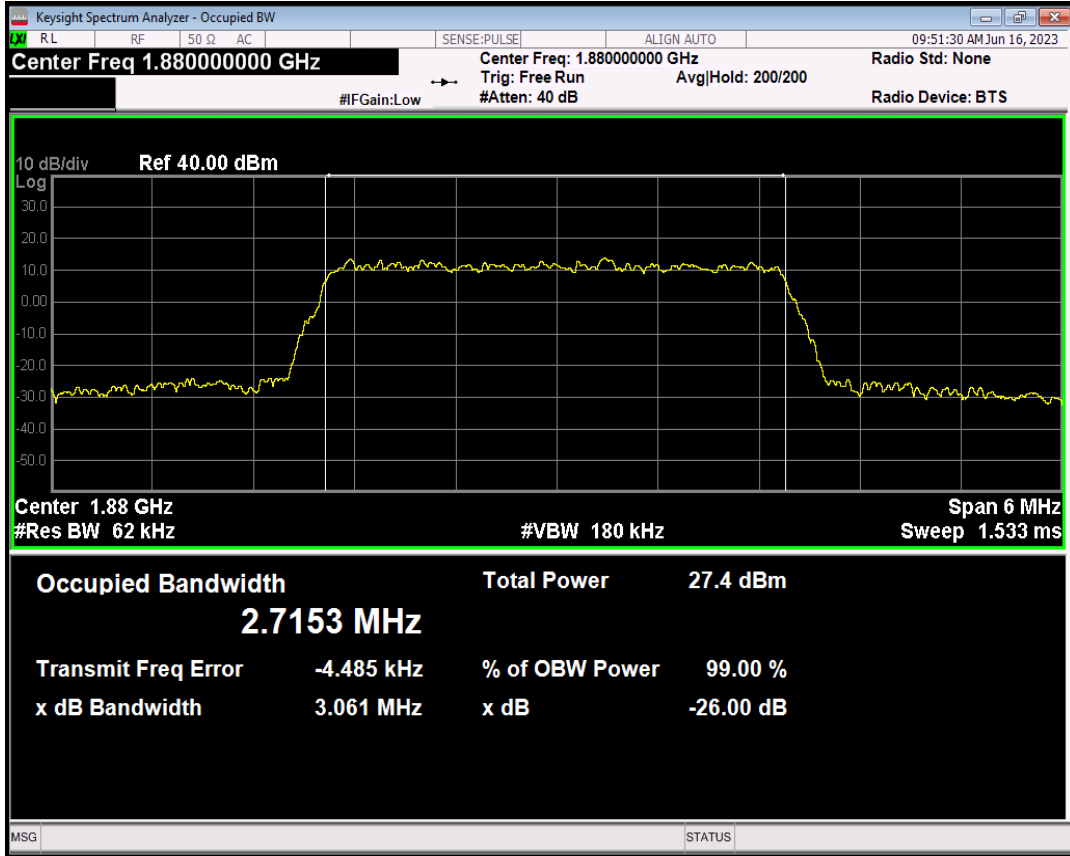 Keysight Spectrum Analyzer - Occupied BW
LXI RL RF 50 Ω AC SENSE:PULSE ALIGN AUTO 09:51:30 AM Jun 16, 2023
Center Freq 1.880000000 GHz Center Freq: 1.880000000 GHz Radio Std: None
Trig: Free Run Avg|Hold: 200/200
#IFGain:Low #Atten: 40 dB Radio Device: BTS
10 dB/div Ref 40.00 dBm
Log
30.0
20.0
10.0
0.00
-10.0
-20.0
-30.0
-40.0
-50.0
Center 1.88 GHz Span 6 MHz
#Res BW 62 kHz #VBW 180 kHz Sweep 1.533 ms
Occupied Bandwidth Total Power 27.4 dBm
2.7153 MHz
Transmit Freq Error -4.485 kHz % of OBW Power 99.00 %
x dB Bandwidth 3.061 MHz x dB -26.00 dB
MSG STATUS